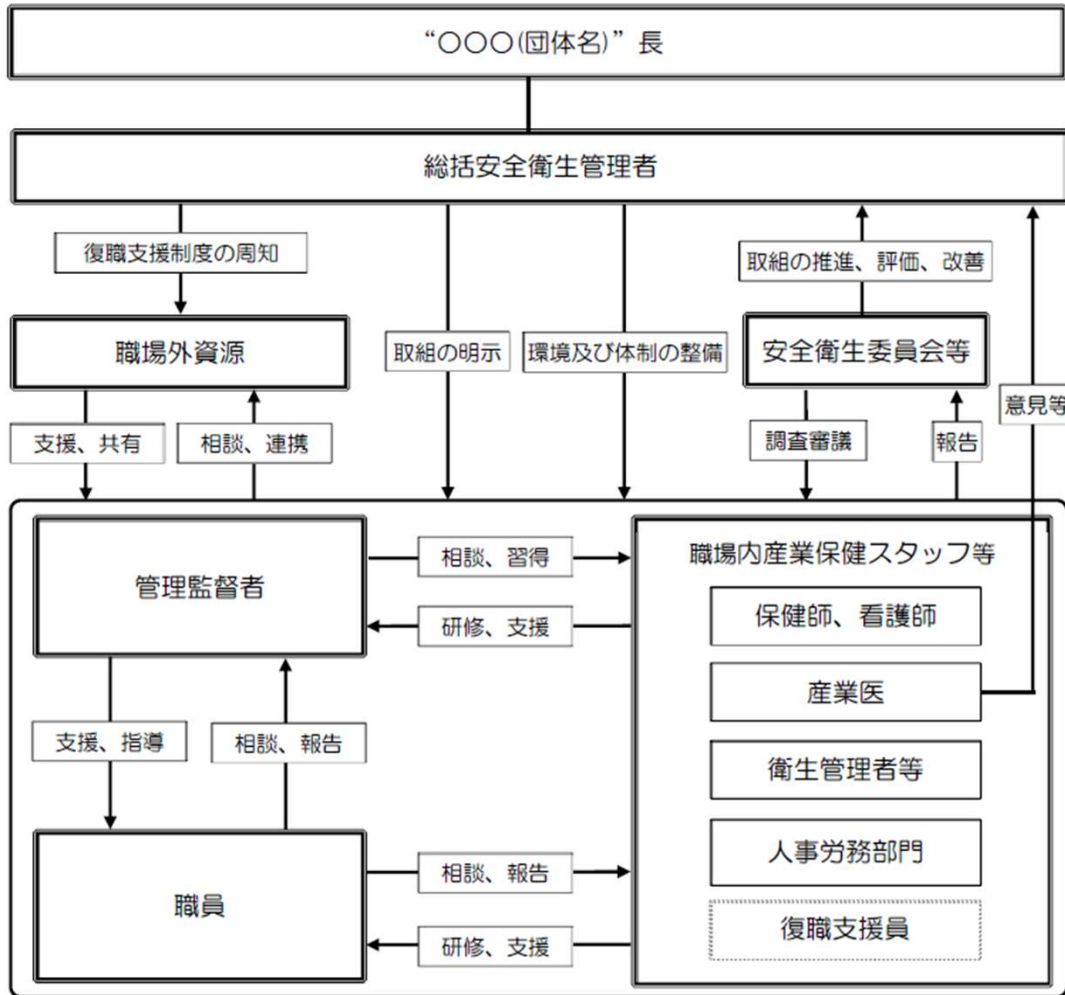 “〇〇〇(団体名)”長
総括安全衛生管理者
復職支援制度の周知
取組の推進、評価、改善
職場外資源
取組の明示
環境及び体制の整備
安全衛生委員会等
意見等
支援、共有
相談、連携
調査審議
報告
管理監督者
相談、習得
研修、支援
職場内産業保健スタッフ等
保健師、看護師
産業医
支援、指導
相談、報告
衛生管理者等
人事労務部門
職員
相談、報告
研修、支援
復職支援員